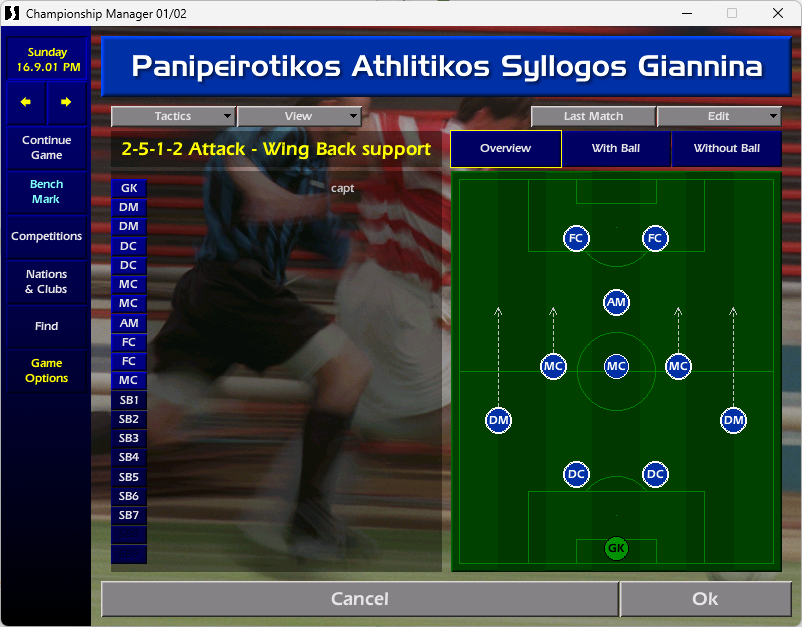 Championship Manager 01/02
Sunday
16.9.01 PM
Panipeirotikos Athlitikos Syllogos Giannina
Tactics
View
Last Match
Edit
Continue
Game
Bench
Mark
Competitions
Nations
& Clubs
Find
Game
Options
2-5-1-2 Attack - Wing Back support
Overview
With Ball
Without Ball
GK capt
DM
DM
DC
DC
MC
MC
AM
FC
FC
MC
SB1
SB2
SB3
SB4
SB5
SB6
SB7
FC FC
AM
MC MC MC
DM DM
DC DC
GK
Cancel
Ok